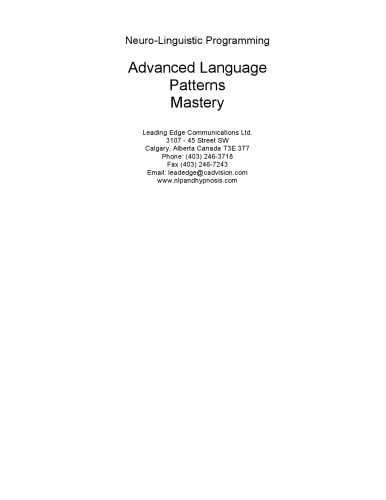 Neuro-Linguistic Programming
Advanced Language
Patterns
Mastery
Leading Edge Communications Ltd.
3107 - 45 Street SW
Calgary, Alberta Canada T3E 3T7
Phone: (403) 246-3718
Fax (403) 246-7243
Email: leadedge@cadvision.com
www.nlpandhypnosis.com